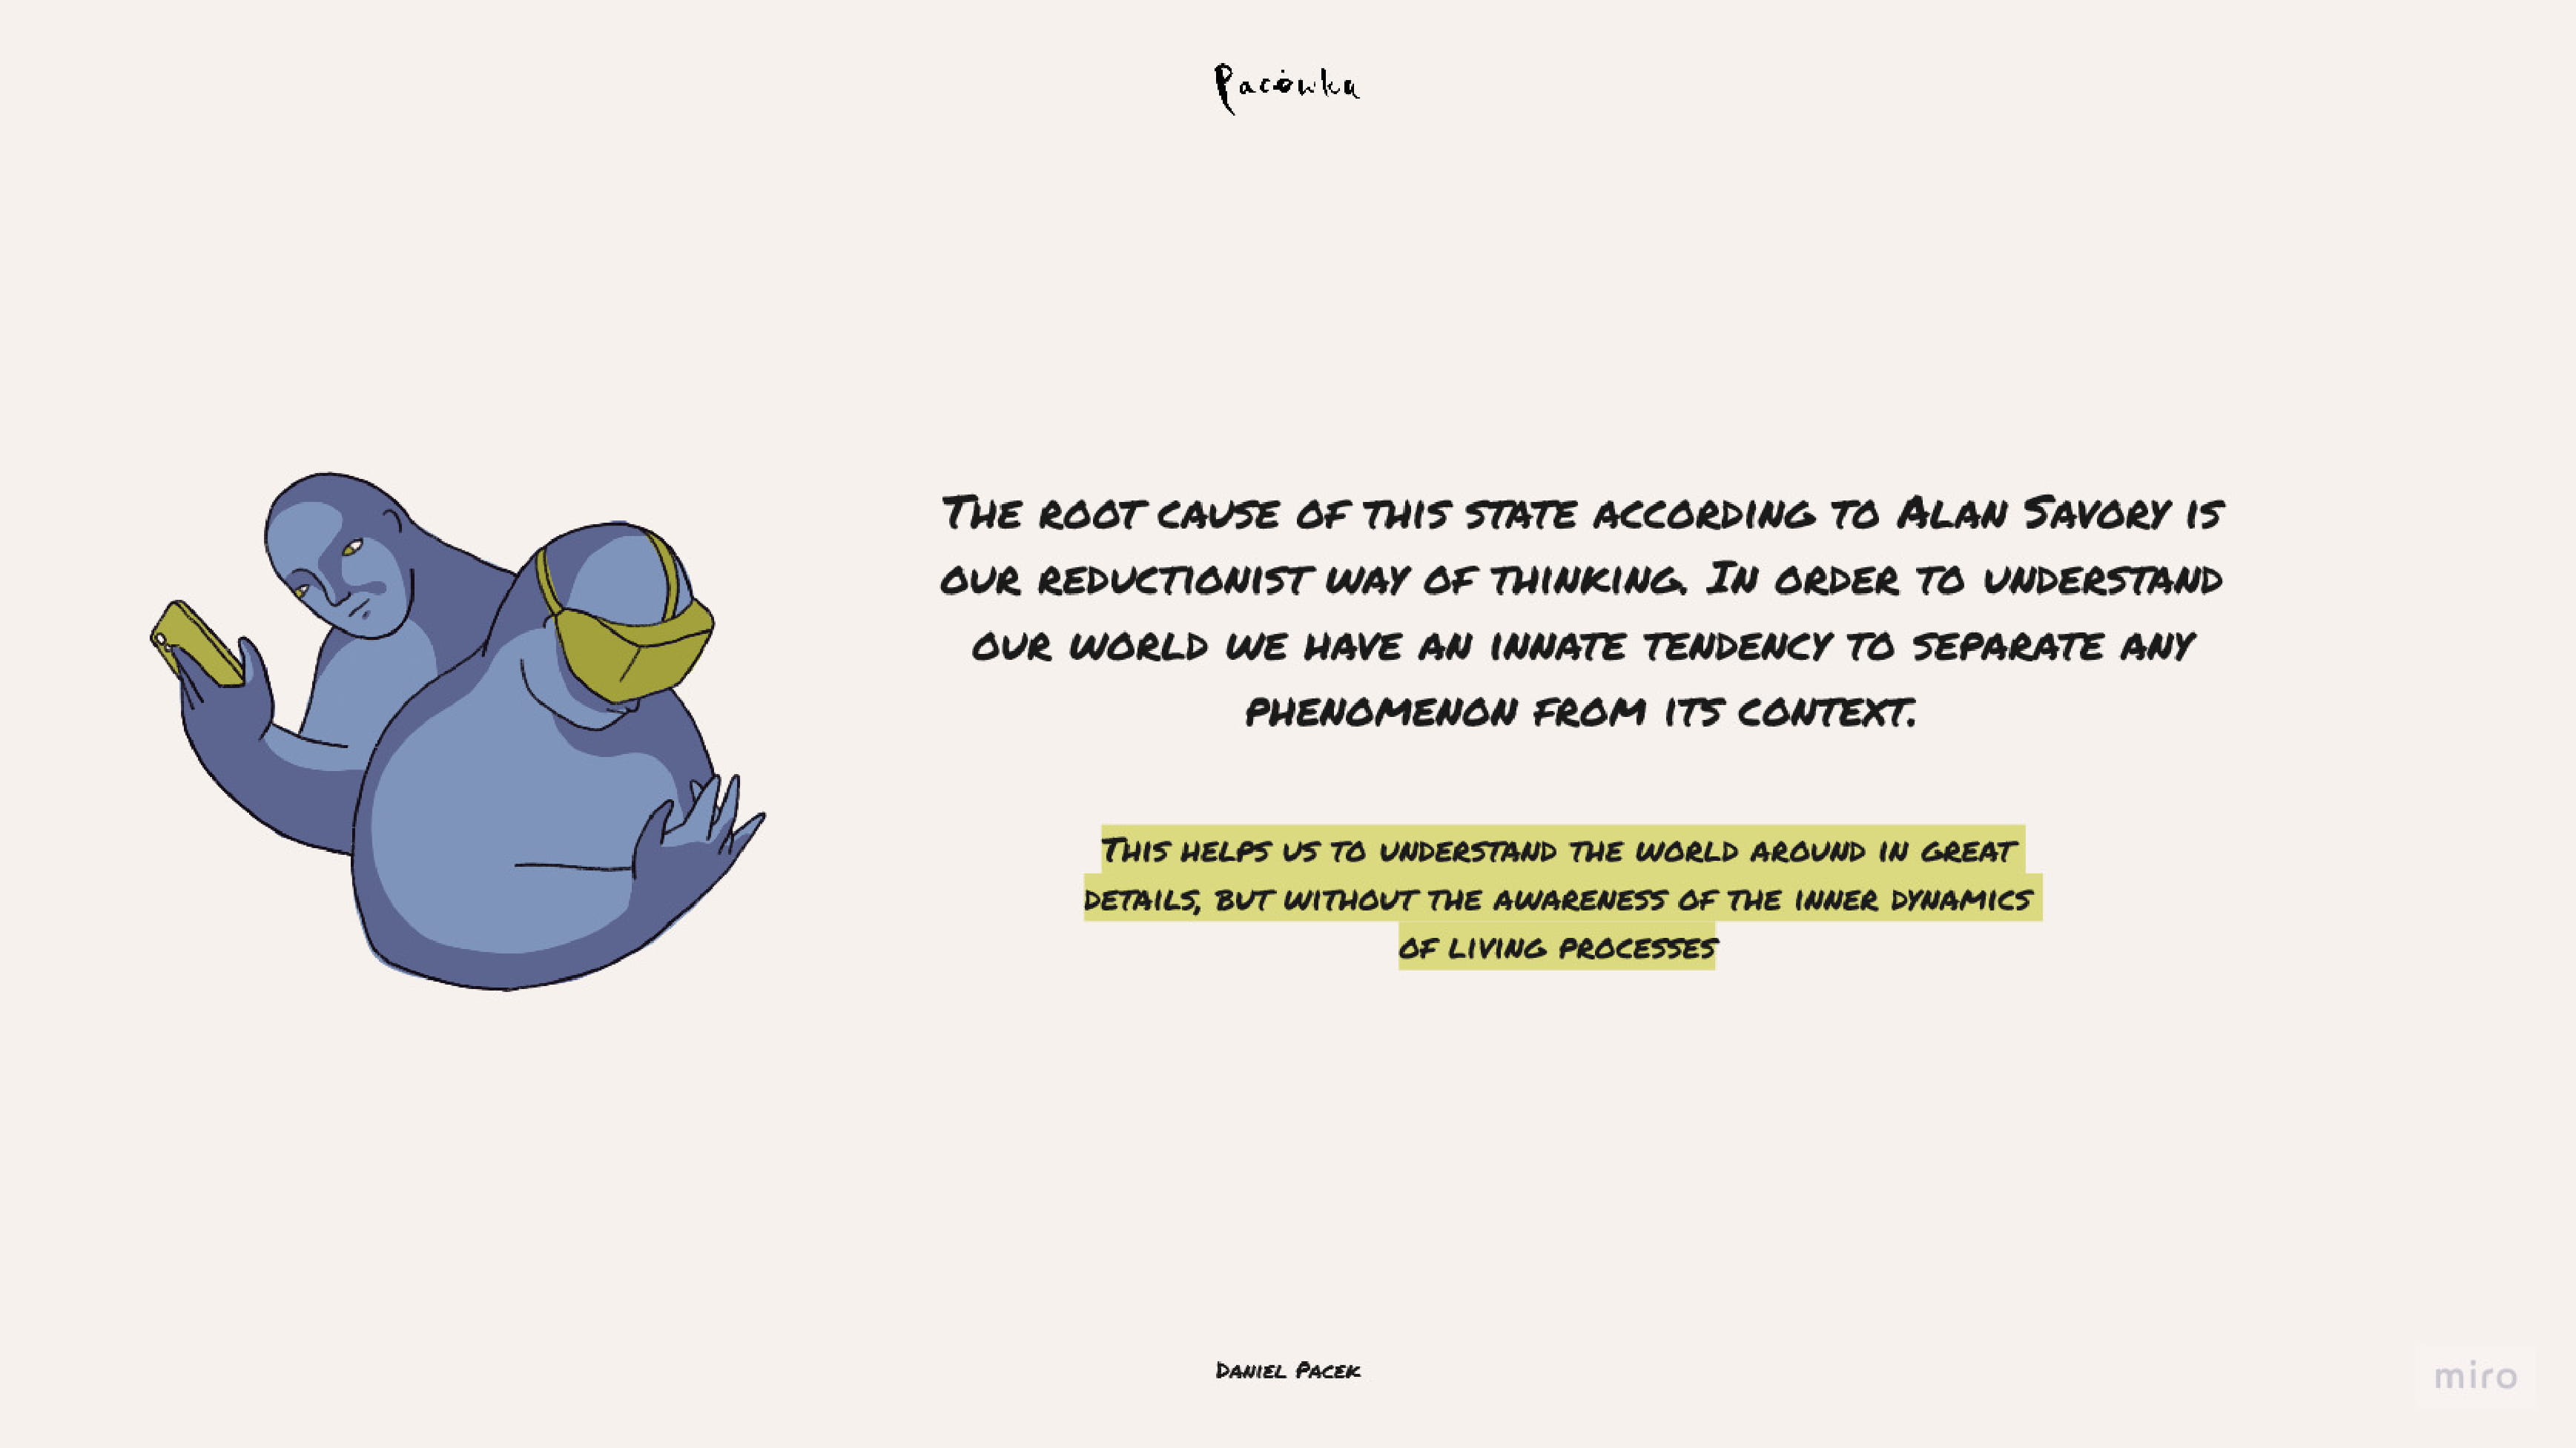 Pacówka
The root cause of this state according to Alan Savory is
our reductionist way of thinking. In order to understand
our world we have an innate tendency to separate any
phenomenon from its context.
This helps us to understand the world around in great
details, but without the awareness of the inner dynamics
of living processes
Daniel Pacek
miro